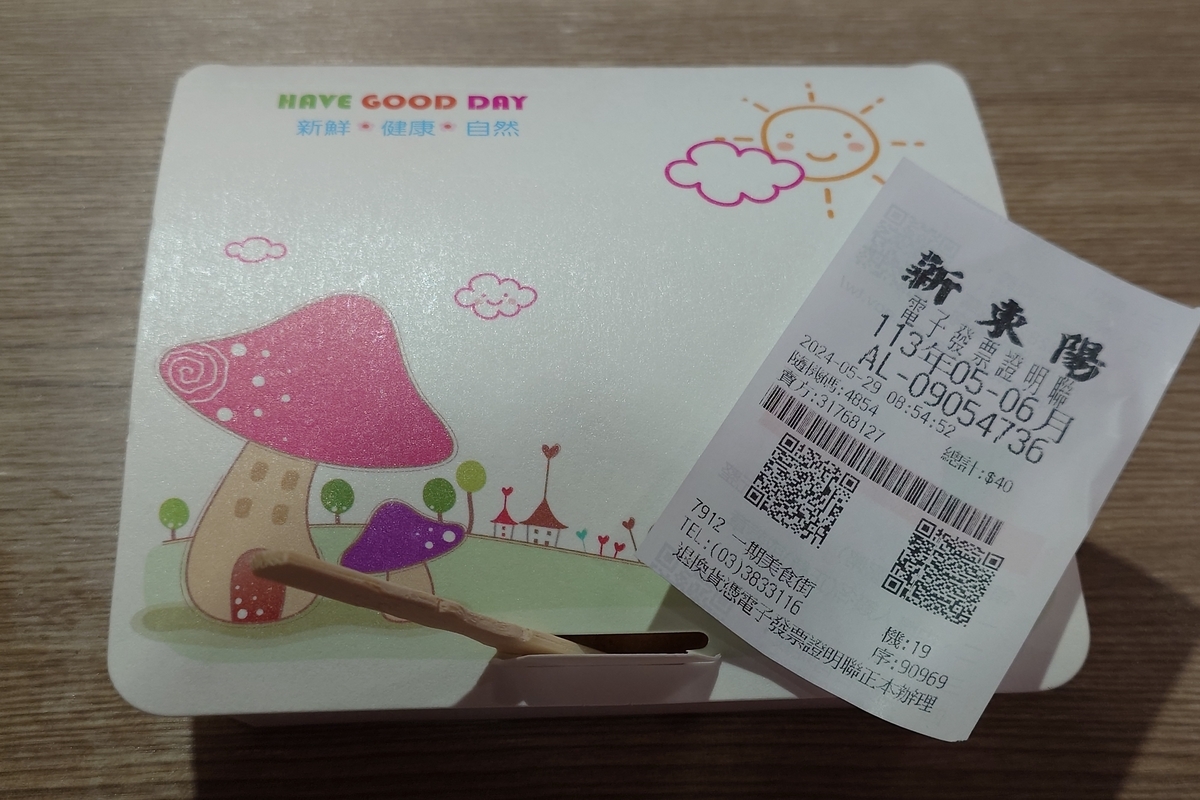 HAVE GOOD DAY
新鮮•健康•自然
新東陽
電子發票證明聯
113年05-06月
AL-09054736
2024-05-29 08:54:52
隨機碼:4854 總計:$40
賣方:31768127
7912 一期美食街 機:19
TEL:(03)3833116 序:90969
退換貨憑電子發票證明聯正本辦理